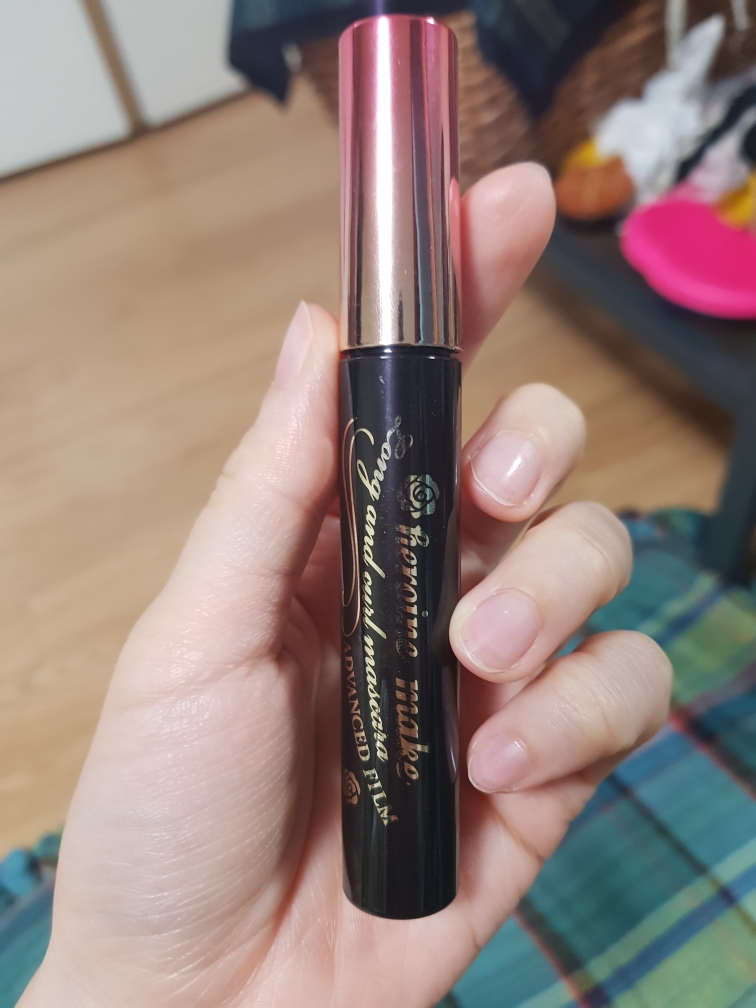 heroine make
Long and curl mascara
ADVANCED FILM